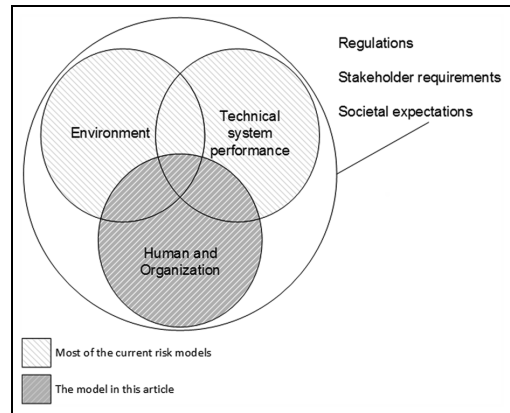 Regulations
Stakeholder requirements
Societal expectations
Environment
Technical
system
performance
Human and
Organization
Most of the current risk models
The model in this article